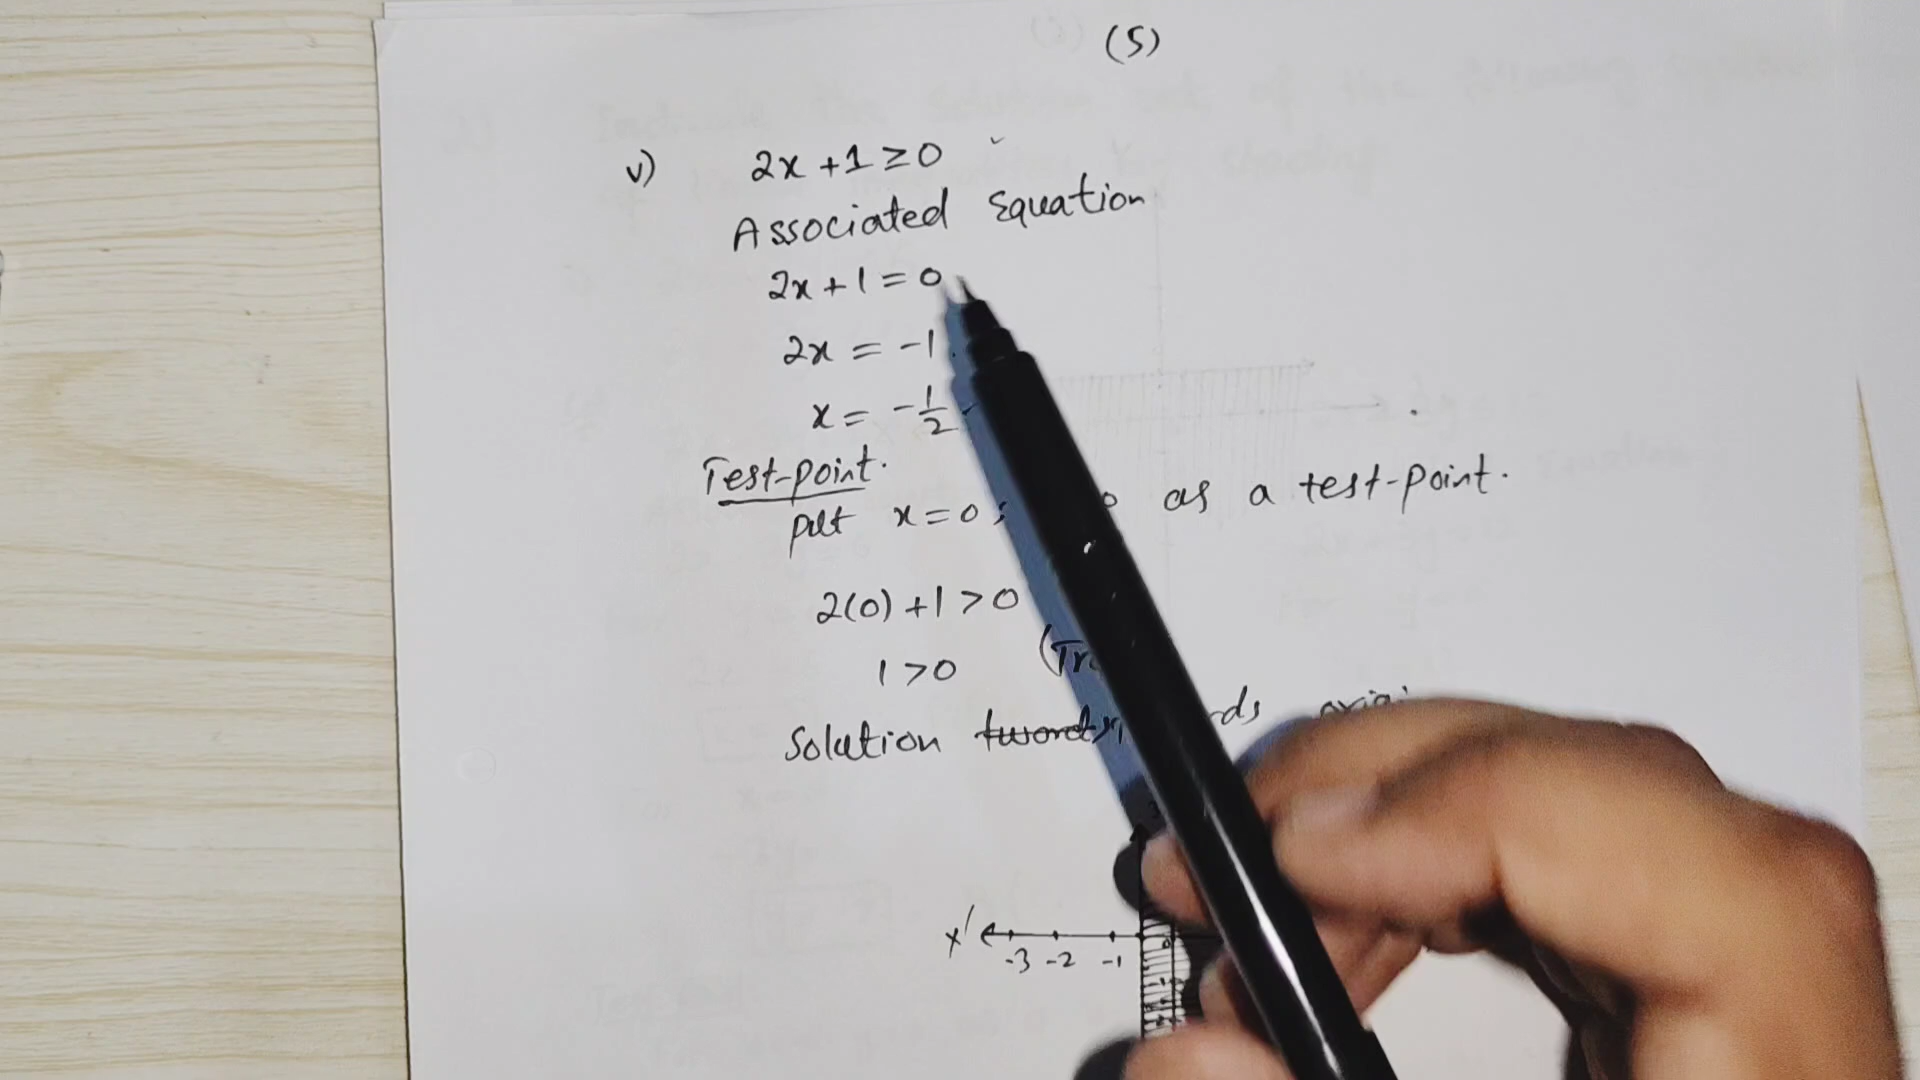 (5)
v) 2x + 1 ≥ 0
Associated Equation
2x + 1 = 0
2x = -1
x = -1/2
Test-point.
put x = 0 ; as a test-point.
2(0) + 1 > 0
1 > 0
Solution
x'
-3 -2 -1